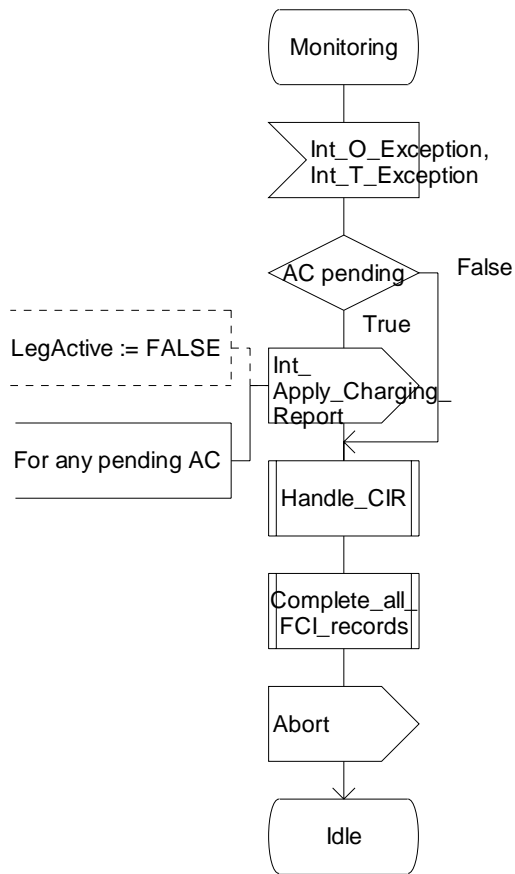 Monitoring
Int_O_Exception,
Int_T_Exception
AC pending
False
True
LegActive := FALSE
Int_
Apply_Charging_
Report
For any pending AC
Handle_CIR
Complete_all_
FCI_records
Abort
Idle